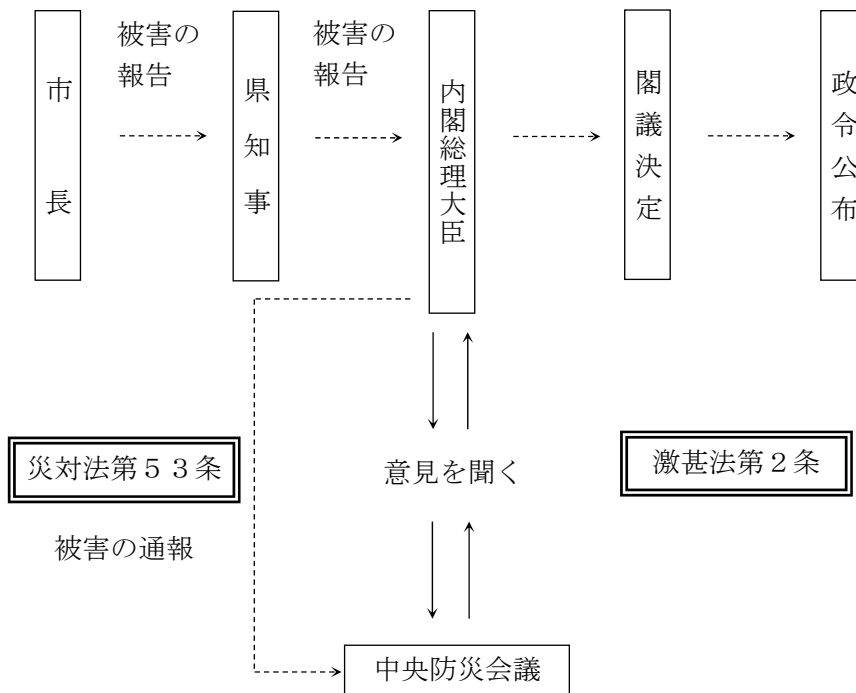 被害の
報告
被害の
報告
市長
県知事
内閣総理大臣
閣議決定
政令公布
災対法第５３条
意見を聞く
激甚法第２条
被害の通報
中央防災会議